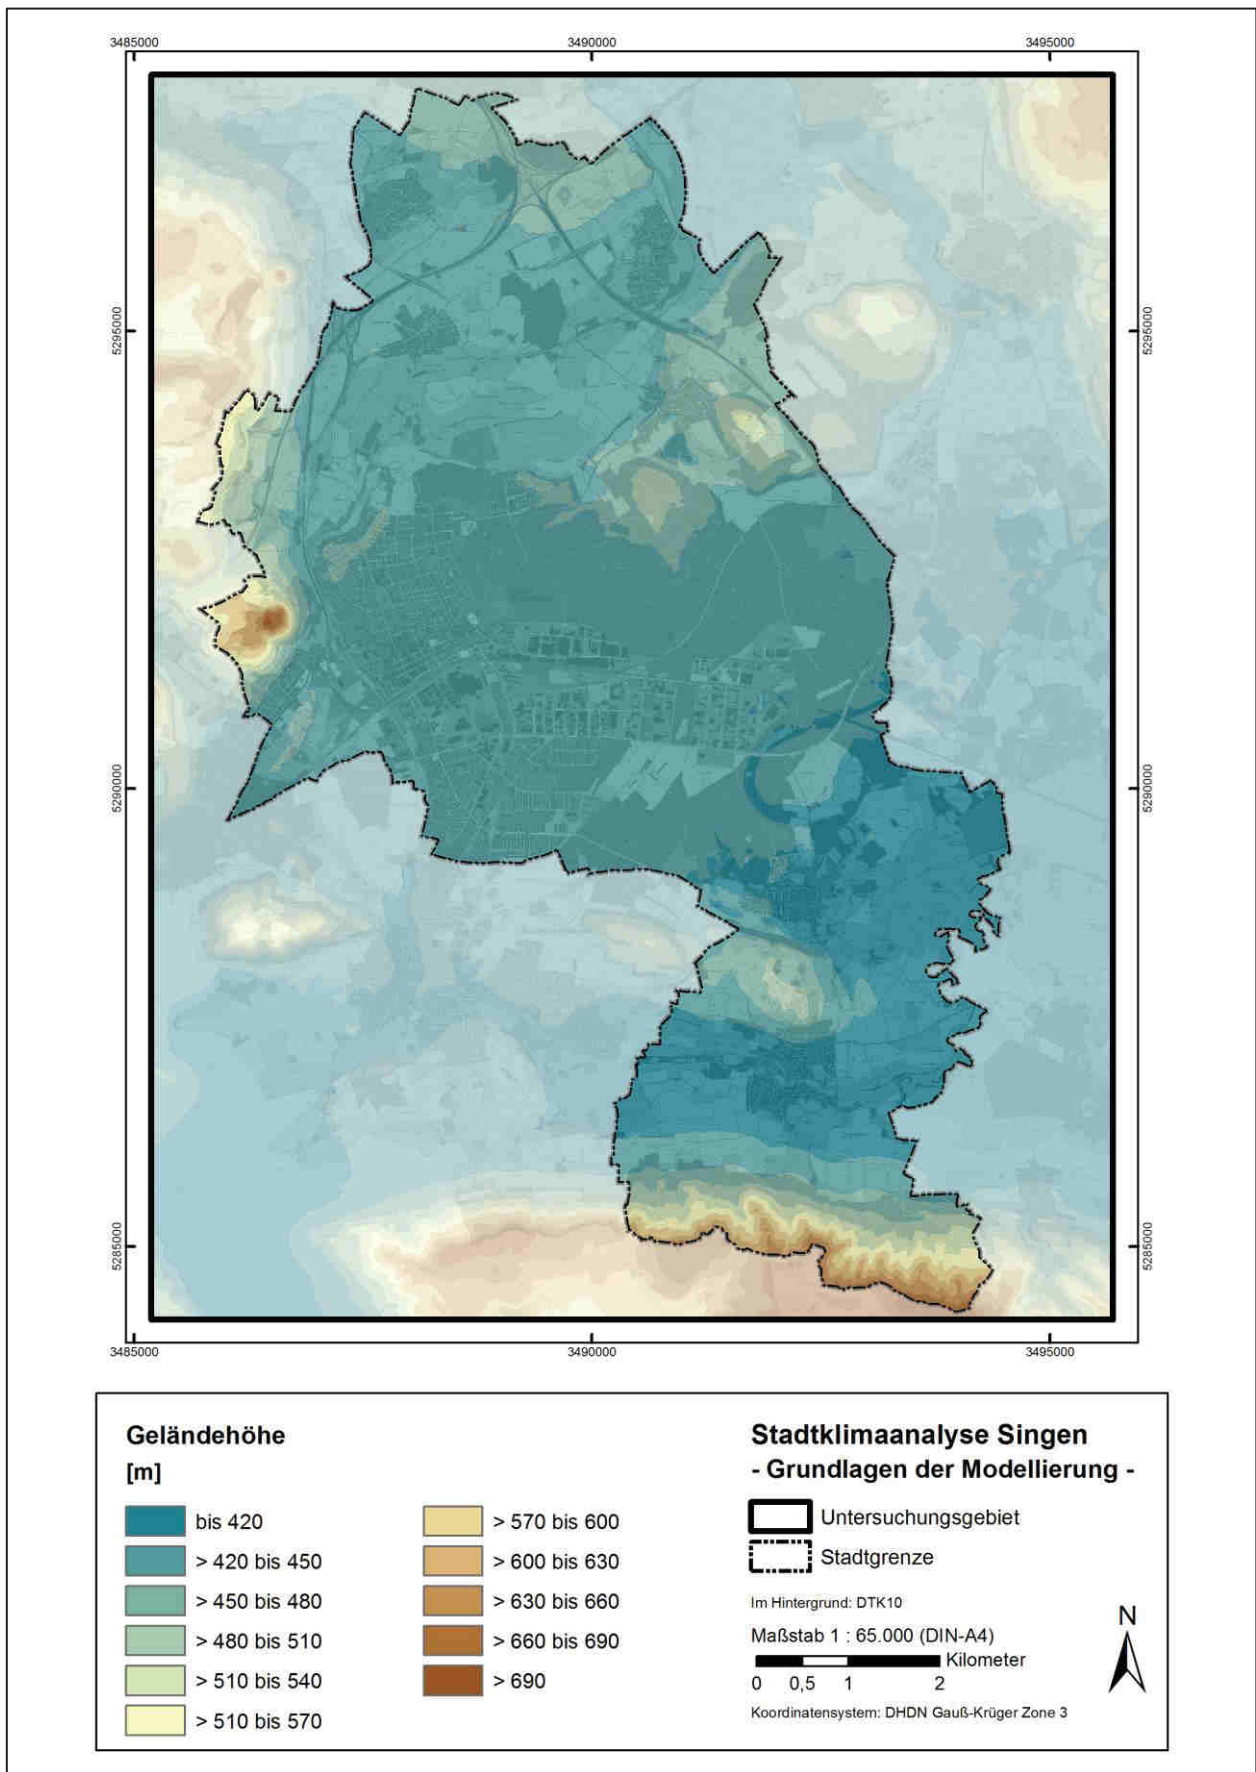 3485000 3490000 3495000
5295000 5295000
5290000 5290000
5285000 5285000
3485000 3490000 3495000
Geländehöhe
[m]
bis 420
> 420 bis 450
> 450 bis 480
> 480 bis 510
> 510 bis 540
> 510 bis 570
> 570 bis 600
> 600 bis 630
> 630 bis 660
> 660 bis 690
> 690
Stadtklimaanalyse Singen
- Grundlagen der Modellierung -
Untersuchungsgebiet
Stadtgrenze
Im Hintergrund: DTK10
Maßstab 1 : 65.000 (DIN-A4)
Kilometer
0 0,5 1 2
Koordinatensystem: DHDN Gauß-Krüger Zone 3
N